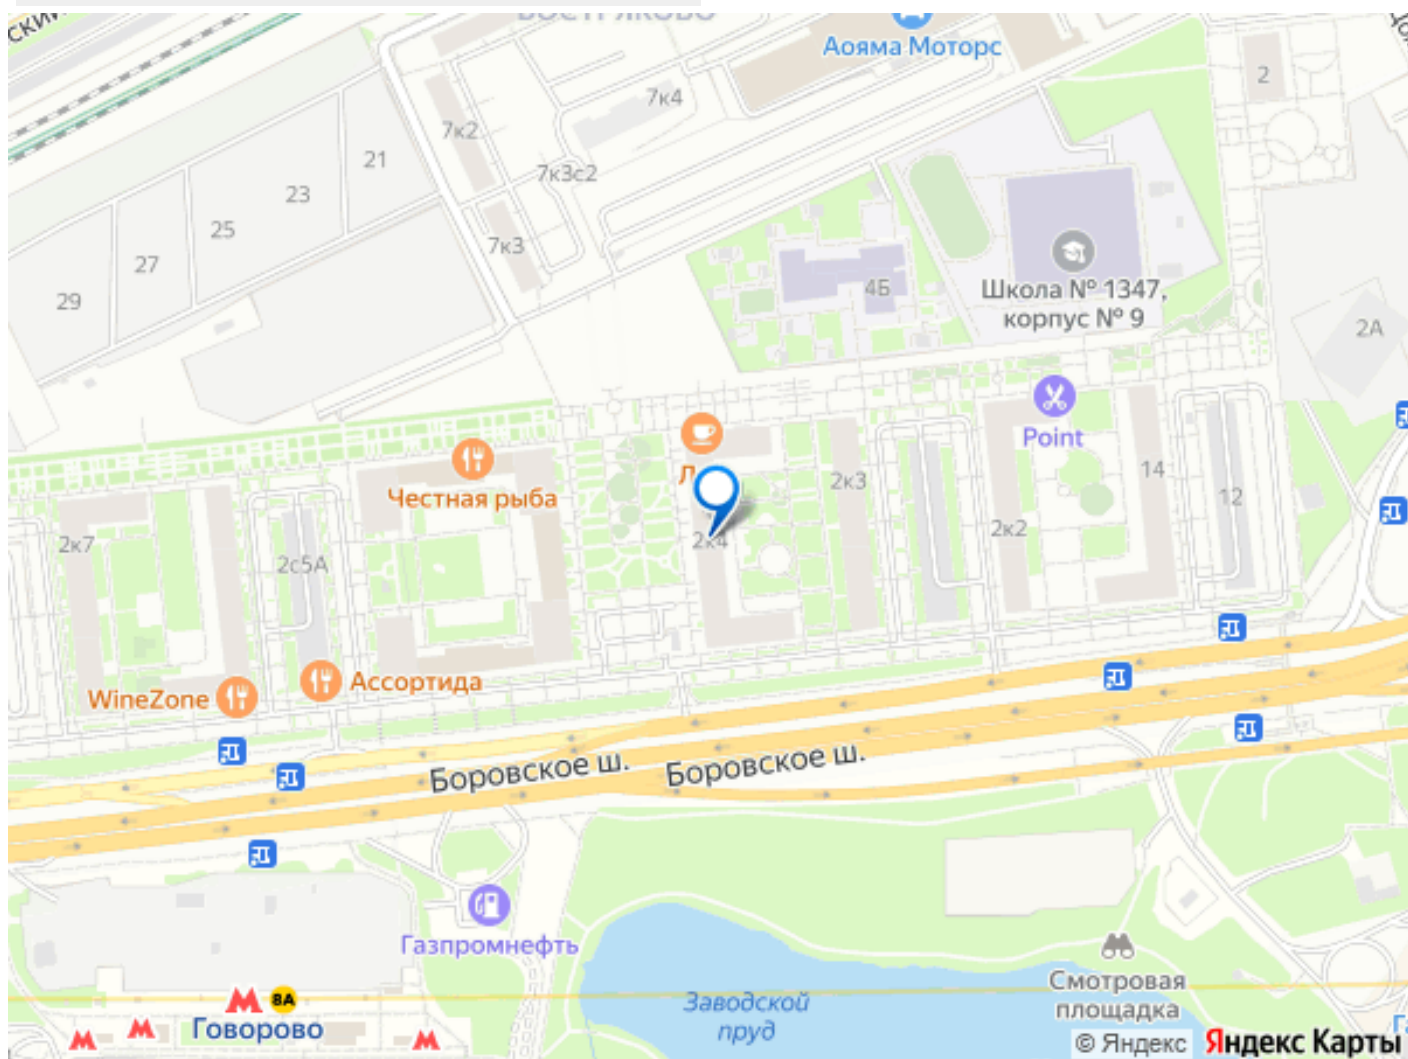 Аояма Моторс
2
7к4
7к2
21
7к3с2
23
25
7к3
27
4Б
29
Школа № 1347,
корпус № 9
2А
Point
14
2к3
12
Честная рыба
2к2
2к7
2к4
2с5А
Ассортида
WineZone
Боровское ш.
Боровское ш.
Газпромнефть
Смотровая
площадка
8А
Заводской
пруд
Говорово
© Яндекс
Яндекс Карты